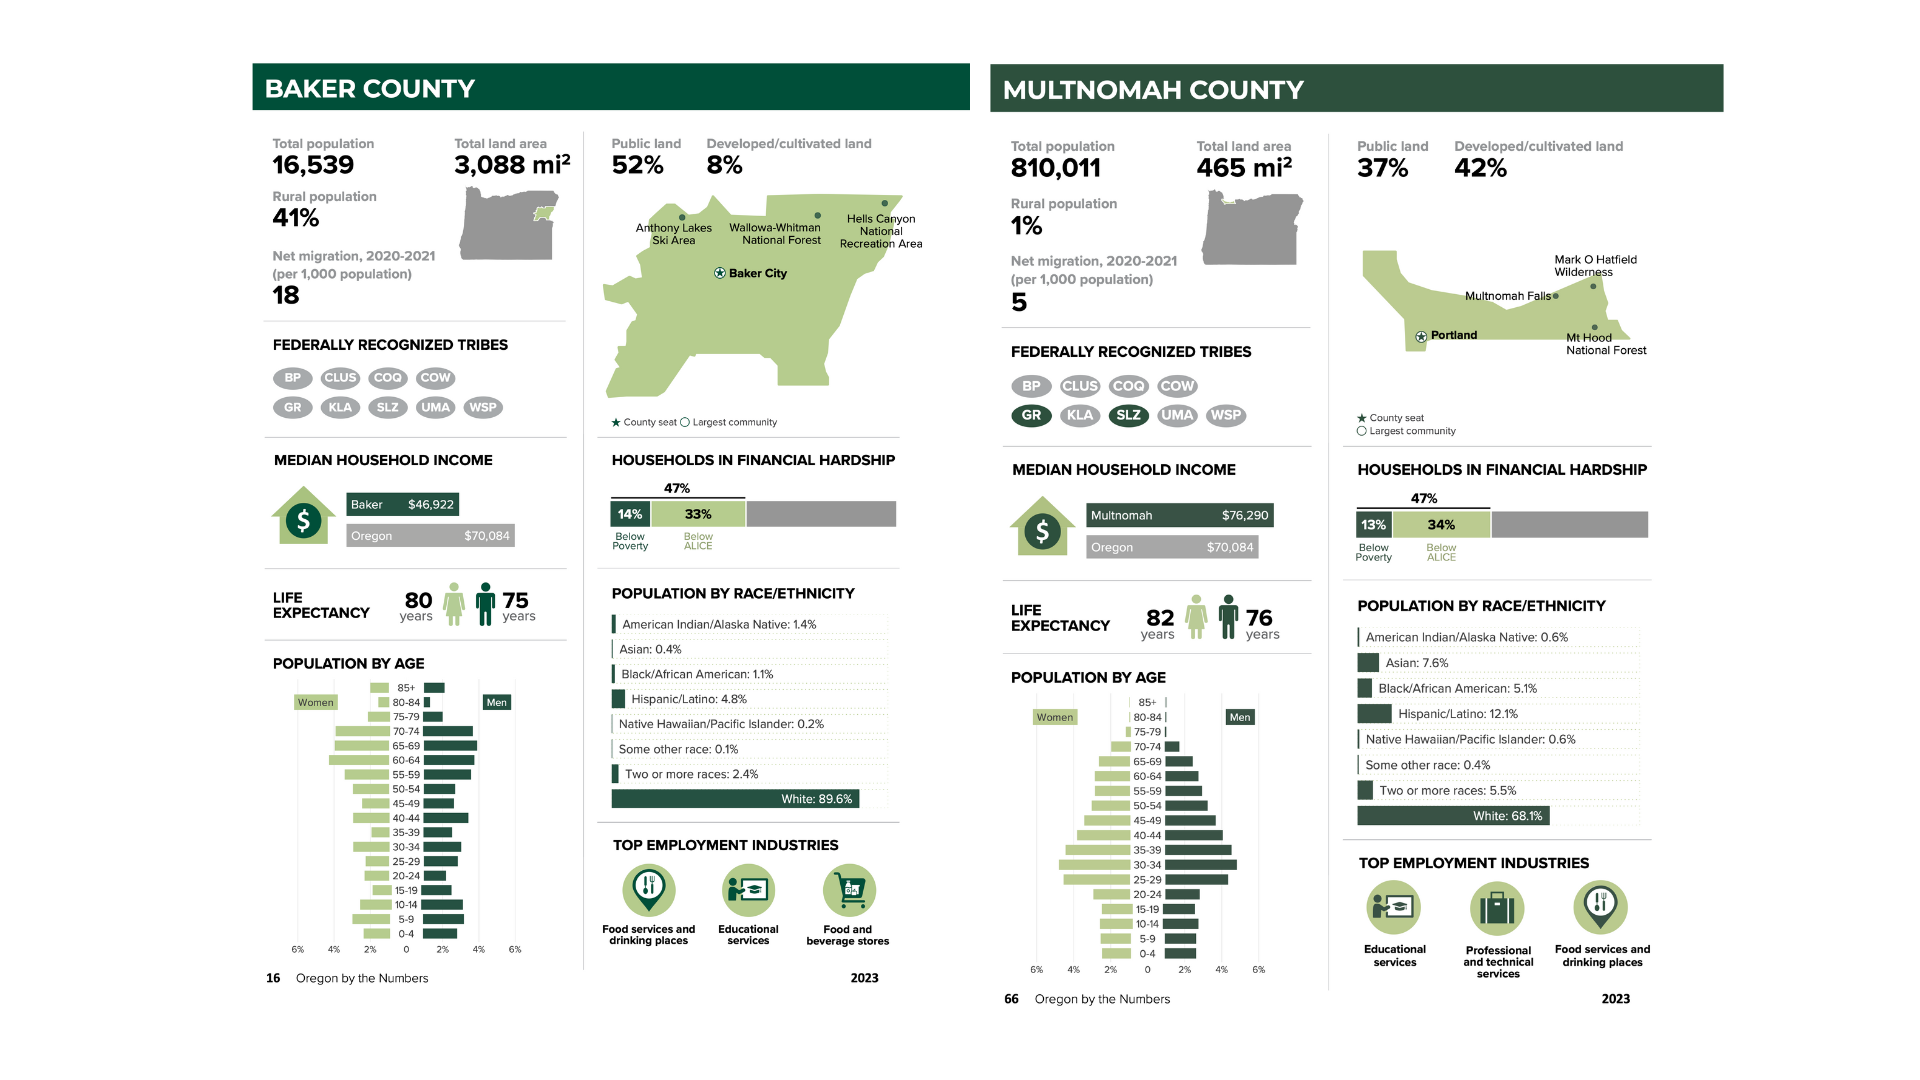 BAKER COUNTY
Total population
16,539
Total land area
3,088 mi²
Rural population
41%
Net migration, 2020-2021
(per 1,000 population)
18
Public land
52%
Developed/cultivated land
8%
Anthony Lakes
Ski Area
Wallowa-Whitman
National Forest
Hells Canyon
National
Recreation Area
Baker City
★ County seat ○ Largest community
FEDERALLY RECOGNIZED TRIBES
BP CLUS COQ COW
GR KLA SLZ UMA WSP
MEDIAN HOUSEHOLD INCOME
$
Baker $46,922
Oregon $70,084
HOUSEHOLDS IN FINANCIAL HARDSHIP
47%
14% 33%
Below
Poverty
Below
ALICE
LIFE
EXPECTANCY
80
years
75
years
POPULATION BY RACE/ETHNICITY
American Indian/Alaska Native: 1.4%
Asian: 0.4%
Black/African American: 1.1%
Hispanic/Latino: 4.8%
Native Hawaiian/Pacific Islander: 0.2%
Some other race: 0.1%
Two or more races: 2.4%
White: 89.6%
POPULATION BY AGE
Women
Men
85+
80-84
75-79
70-74
65-69
60-64
55-59
50-54
45-49
40-44
35-39
30-34
25-29
20-24
15-19
10-14
5-9
0-4
6% 4% 2% 0 2% 4% 6%
TOP EMPLOYMENT INDUSTRIES
Food services and
drinking places
Educational
services
Food and
beverage stores
16 Oregon by the Numbers
2023
MULTNOMAH COUNTY
Total population
810,011
Total land area
465 mi²
Rural population
1%
Net migration, 2020-2021
(per 1,000 population)
5
Public land
37%
Developed/cultivated land
42%
Mark O Hatfield
Wilderness
Multnomah Falls
Portland
Mt Hood
National Forest
★ County seat
○ Largest community
FEDERALLY RECOGNIZED TRIBES
BP CLUS COQ COW
GR KLA SLZ UMA WSP
MEDIAN HOUSEHOLD INCOME
$
Multnomah $76,290
Oregon $70,084
HOUSEHOLDS IN FINANCIAL HARDSHIP
47%
13% 34%
Below
Poverty
Below
ALICE
LIFE
EXPECTANCY
82
years
76
years
POPULATION BY RACE/ETHNICITY
American Indian/Alaska Native: 0.6%
Asian: 7.6%
Black/African American: 5.1%
Hispanic/Latino: 12.1%
Native Hawaiian/Pacific Islander: 0.6%
Some other race: 0.4%
Two or more races: 5.5%
White: 68.1%
POPULATION BY AGE
Women
Men
85+
80-84
75-79
70-74
65-69
60-64
55-59
50-54
45-49
40-44
35-39
30-34
25-29
20-24
15-19
10-14
5-9
0-4
6% 4% 2% 0 2% 4% 6%
TOP EMPLOYMENT INDUSTRIES
Educational
services
Professional
and technical
services
Food services and
drinking places
66 Oregon by the Numbers
2023